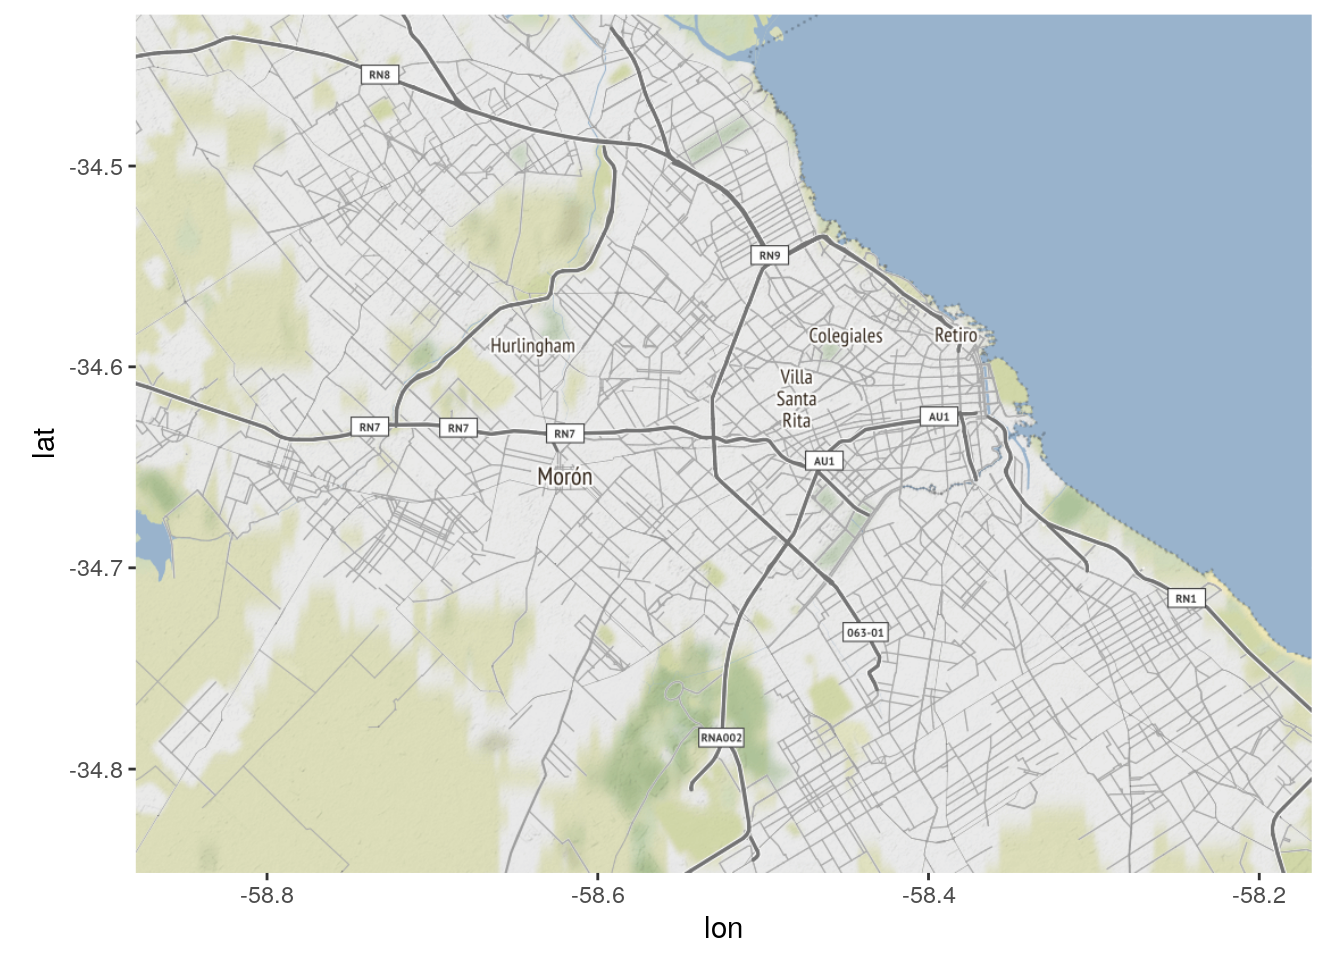 RN8
-34.5
RN9
Colegiales
Retiro
Hurlingham
-34.6
Villa
Santa
Rita
AU1
RN7
RN7
RN7
AU1
Morón
-34.7
RN1
063-01
RNA002
-34.8
-58.8
-58.6
-58.4
-58.2
lon
lat